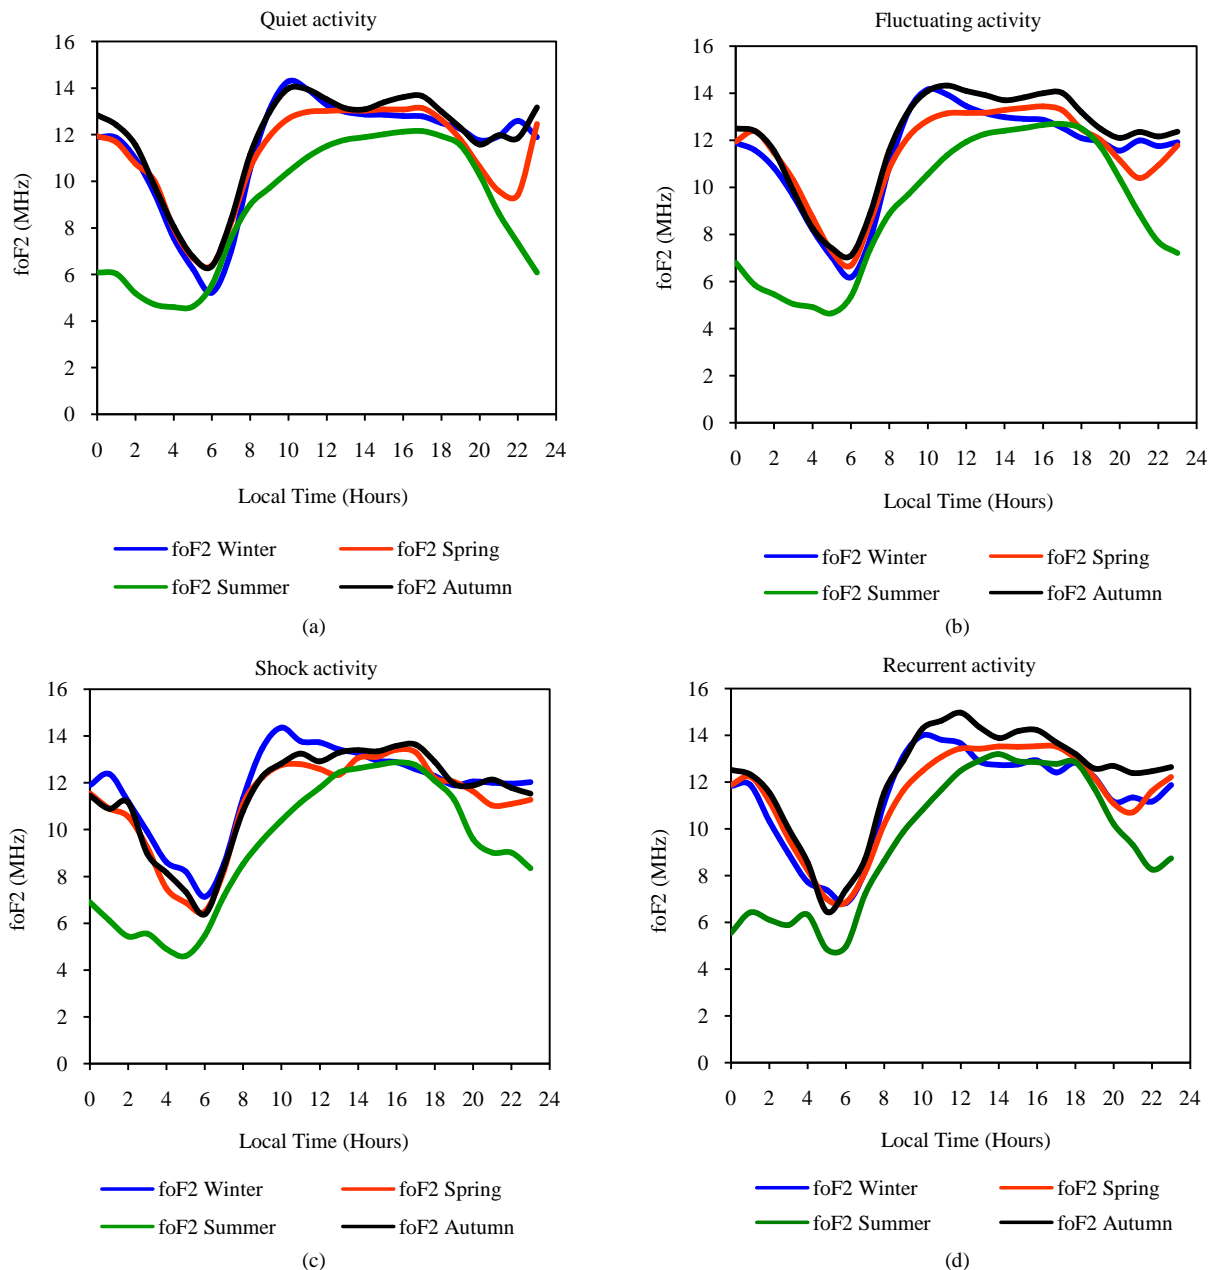 Quiet activity
16
14
12
10
8
6
4
2
0
foF2 (MHz)
0 2 4 6 8 10 12 14 16 18 20 22 24
Local Time (Hours)
foF2 Winter foF2 Spring
foF2 Summer foF2 Autumn
(a)
Fluctuating activity
16
14
12
10
8
6
4
2
0
foF2 (MHz)
0 2 4 6 8 10 12 14 16 18 20 22 24
Local Time (Hours)
foF2 Winter foF2 Spring
foF2 Summer foF2 Autumn
(b)
Shock activity
16
14
12
10
8
6
4
2
0
foF2 (MHz)
0 2 4 6 8 10 12 14 16 18 20 22 24
Local Time (Hours)
foF2 Winter foF2 Spring
foF2 Summer foF2 Autumn
(c)
Recurrent activity
16
14
12
10
8
6
4
2
0
foF2 (MHz)
0 2 4 6 8 10 12 14 16 18 20 22 24
Local Time (Hours)
foF2 Winter foF2 Spring
foF2 Summer foF2 Autumn
(d)